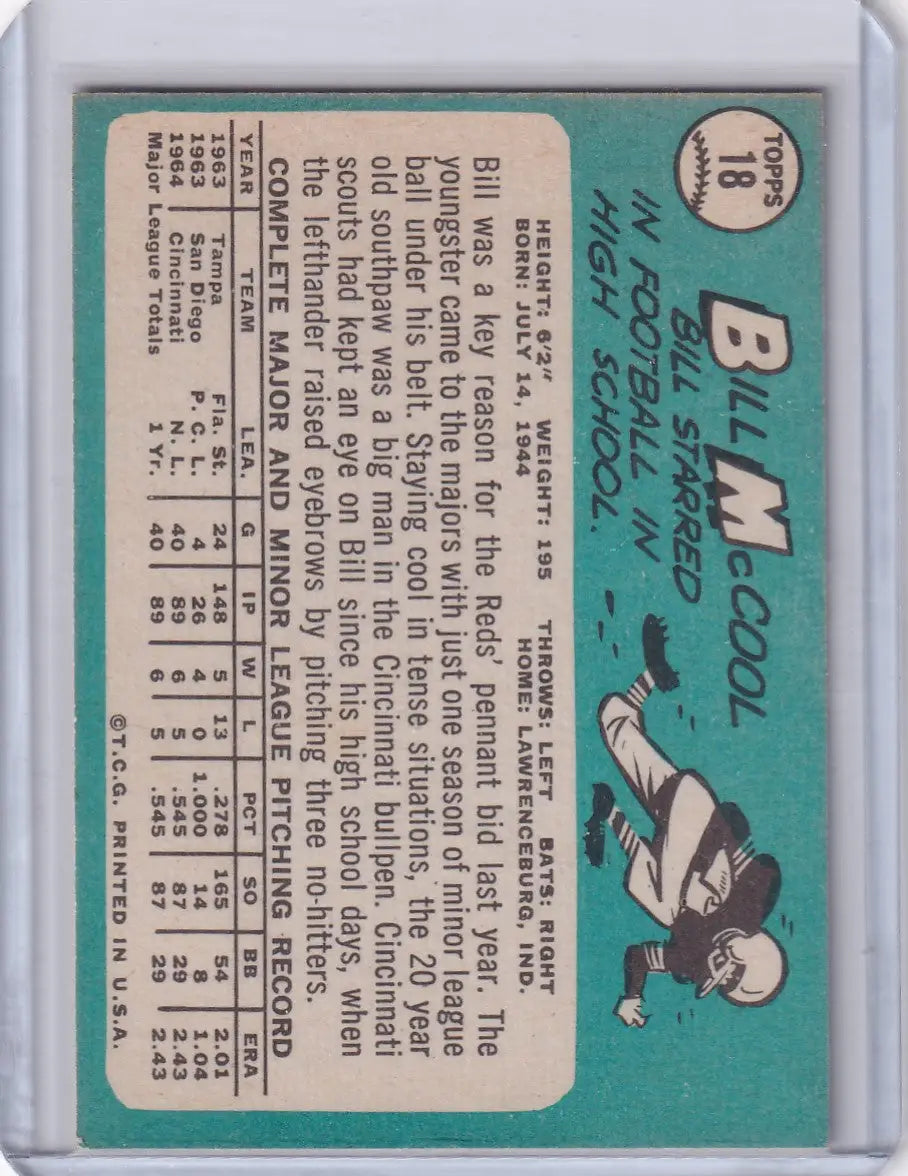 TOPPS
18
BILL McCOOL
BILL STARRED
IN FOOTBALL IN
HIGH SCHOOL.
HEIGHT: 6'2" WEIGHT: 195 THROWS: LEFT BATS: RIGHT
BORN: JULY 14, 1944 HOME: LAWRENCEBURG, IND.
Bill was a key reason for the Reds' pennant bid last year. The
youngster came to the majors with just one season of minor league
ball under his belt. Staying cool in tense situations, the 20 year
old southpaw was a big man in the Cincinnati bullpen. Cincinnati
scouts had kept an eye on Bill since his high school days, when
the lefthander raised eyebrows by pitching three no-hitters.
COMPLETE MAJOR AND MINOR LEAGUE PITCHING RECORD
YEAR TEAM LEA. G IP W L PCT SO BB ERA
1963 Tampa Fla. St. 24 148 5 13 .278 165 54 2.01
1963 San Diego P. C. L. 4 26 4 0 1.000 14 8 1.04
1964 Cincinnati N. L. 40 89 6 5 .545 87 29 2.43
Major League Totals 1 Yr. 40 89 6 5 .545 87 29 2.43
©T.C.G. PRINTED IN U.S.A.